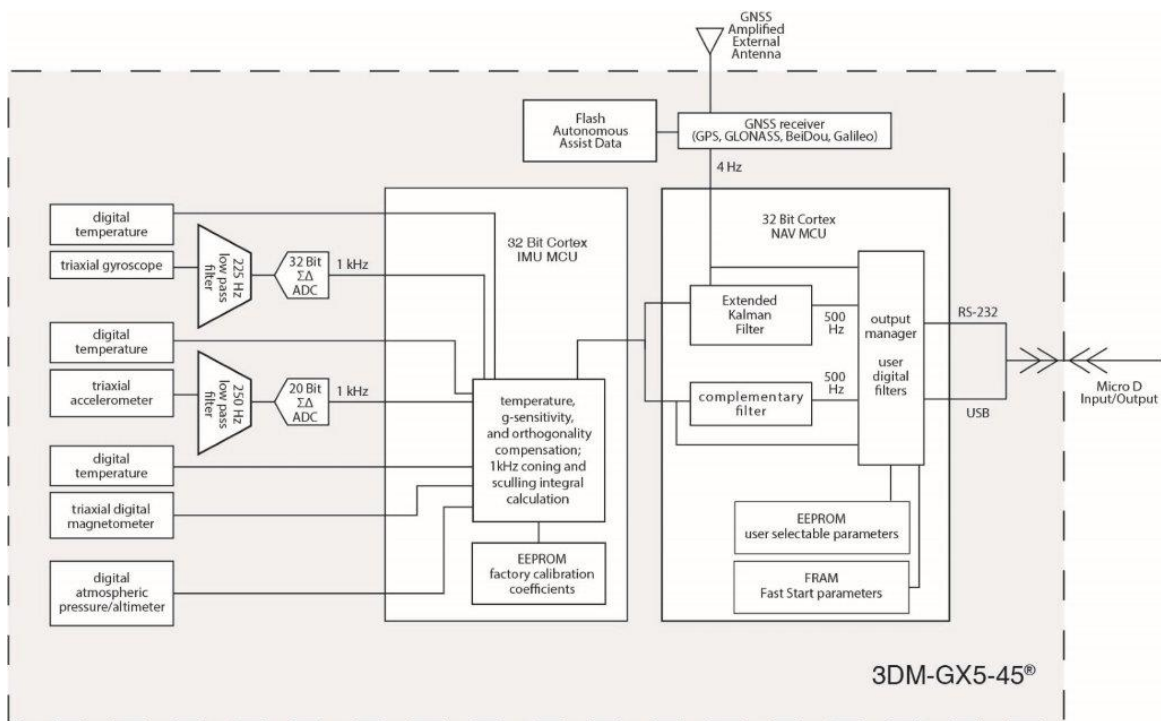 GNSS
Amplified
External
Antenna
Flash
Autonomous
Assist Data
GNSS receiver
(GPS, GLONASS, BeiDou, Galileo)
4 Hz
digital
temperature
triaxial gyroscope
225 Hz
low pass
filter
32 Bit
ΣΔ
ADC
1 kHz
32 Bit Cortex
IMU MCU
32 Bit Cortex
NAV MCU
digital
temperature
triaxial
accelerometer
250 Hz
low pass
filter
20 Bit
ΣΔ
ADC
1 kHz
digital
temperature
triaxial digital
magnetometer
digital
atmospheric
pressure/altimeter
temperature,
g-sensitivity,
and orthogonality
compensation;
1kHz coning and
sculling integral
calculation
EEPROM
factory calibration
coefficients
Extended
Kalman
Filter
500
Hz
complementary
filter
500
Hz
output
manager
user
digital
filters
RS-232
USB
Micro D
Input/Output
EEPROM
user selectable parameters
FRAM
Fast Start parameters
3DM-GX5-45®